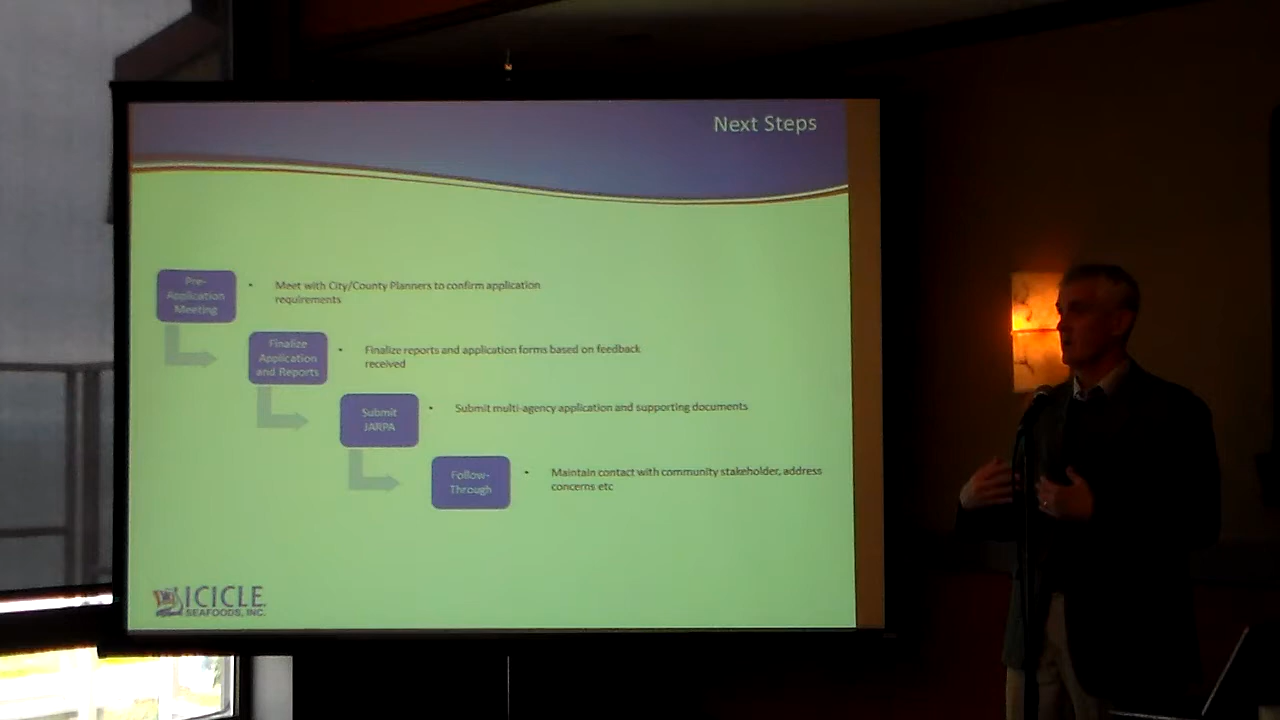 Next Steps
Pre-
Application
Meeting
• Meet with City/County Planners to confirm application
requirements
Finalize
Application
and Reports
• Finalize reports and application forms based on feedback
received
Submit
JARPA
• Submit multi-agency application and supporting documents
Follow-
Through
• Maintain contact with community stakeholder, address
concerns etc
ICICLE
SEAFOODS, INC.